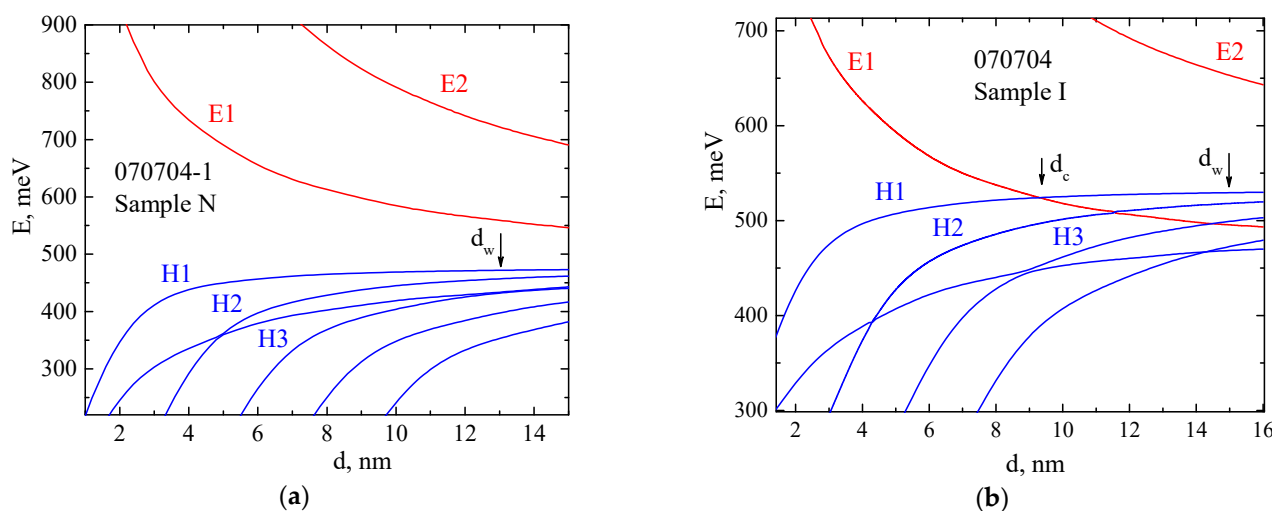 900
800
700
600
500
400
300
E, meV
E1
E2
070704-1
Sample N
d_w
H1
H2
H3
2 4 6 8 10 12 14
d, nm
(a)
700
600
500
400
300
E, meV
E1
E2
070704
Sample I
d_c
d_w
H1
H2
H3
2 4 6 8 10 12 14 16
d, nm
(b)